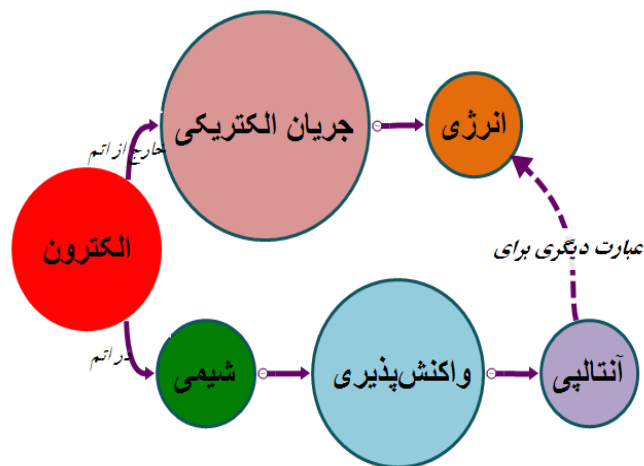 جریان الکتریکی
انرژی
خارج از اتم
الکترون
عبارت دیگری برای
در اتم
شیمی
واکنش‌پذیری
آنتالپی